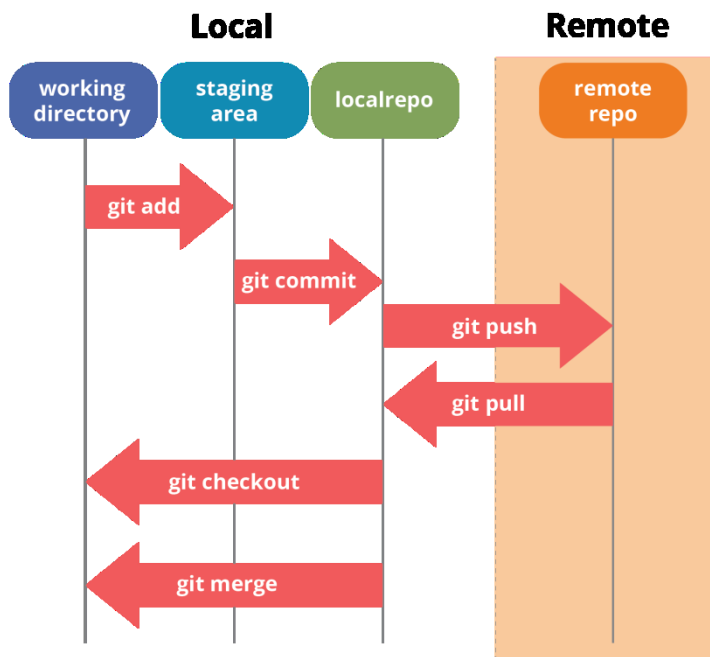 Local
Remote
working
directory
staging
area
localrepo
remote
repo
git add
git commit
git push
git pull
git checkout
git merge